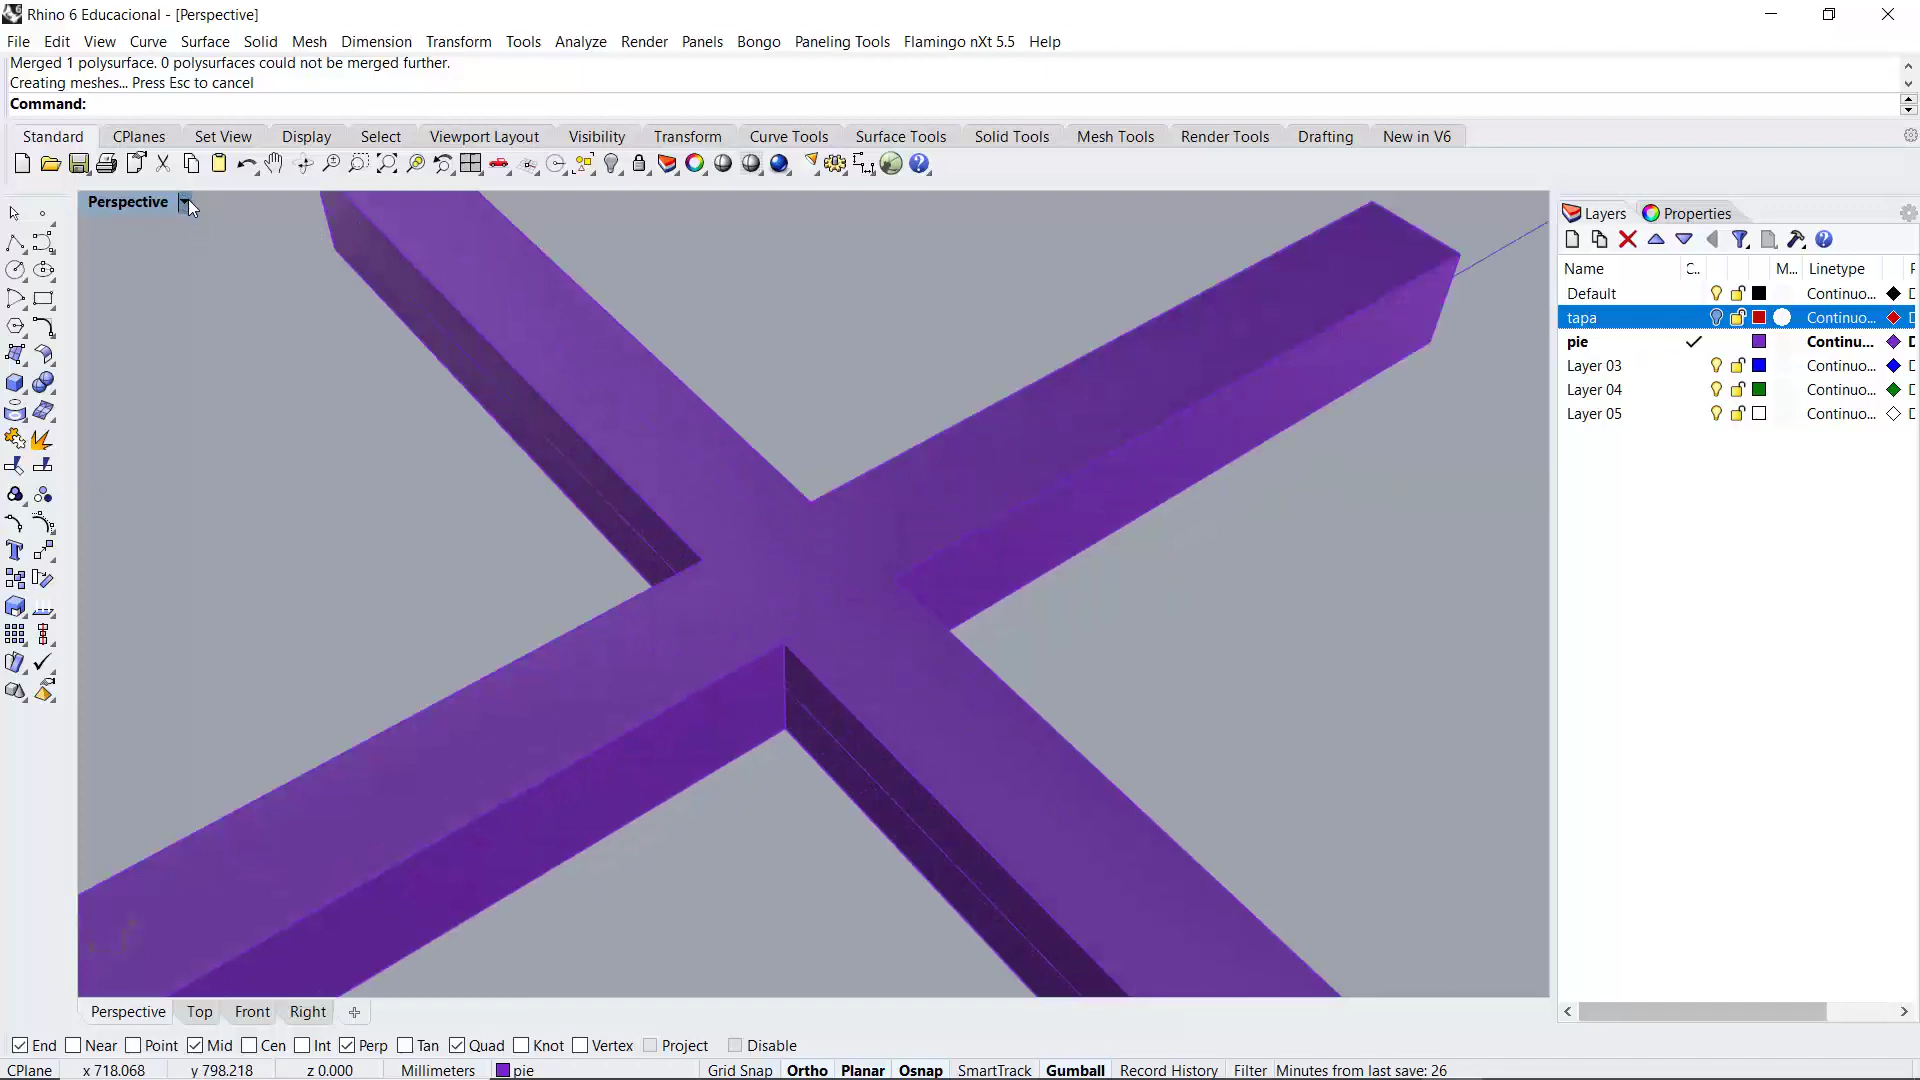 Rhino 6 Educacional - [Perspective]
File Edit View Curve Surface Solid Mesh Dimension Transform Tools Analyze Render Panels Bongo Paneling Tools Flamingo nXt 5.5 Help
Merged 1 polysurface. 0 polysurfaces could not be merged further.
Creating meshes... Press Esc to cancel
Command:
Standard CPlanes Set View Display Select Viewport Layout Visibility Transform Curve Tools Surface Tools Solid Tools Mesh Tools Render Tools Drafting New in V6
Perspective
Layers Properties
Name C.. M... Linetype P
Default Continuo... D
tapa Continuo... D
pie Continu... D
Layer 03 Continuo... D
Layer 04 Continuo... D
Layer 05 Continuo... D
Perspective Top Front Right
End Near Point Mid Cen Int Perp Tan Quad Knot Vertex Project Disable
CPlane x 718.068 y 798.218 z 0.000 Millimeters pie Grid Snap Ortho Planar Osnap SmartTrack Gumball Record History Filter Minutes from last save: 26